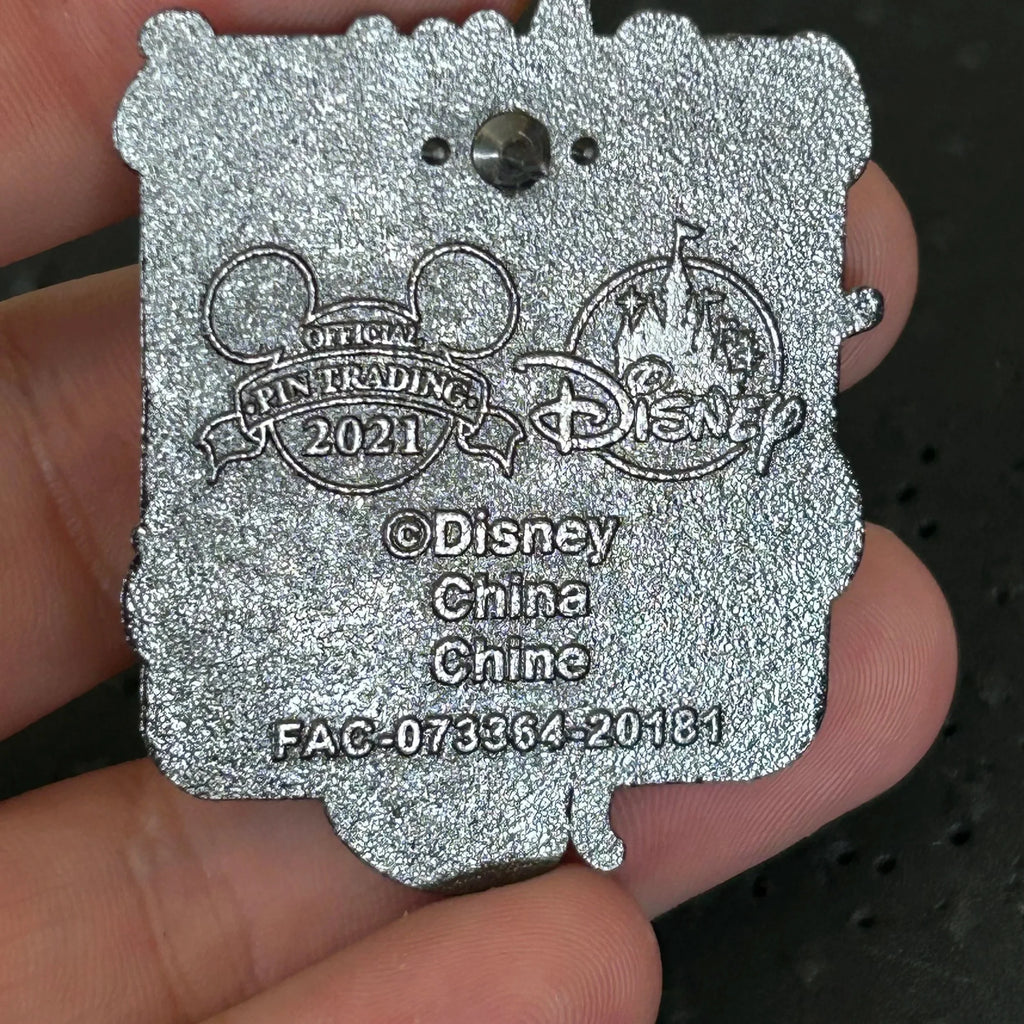 OFFICIAL
·PIN TRADING·
2021
Disney
©Disney
China
Chine
FAC-073364-20181